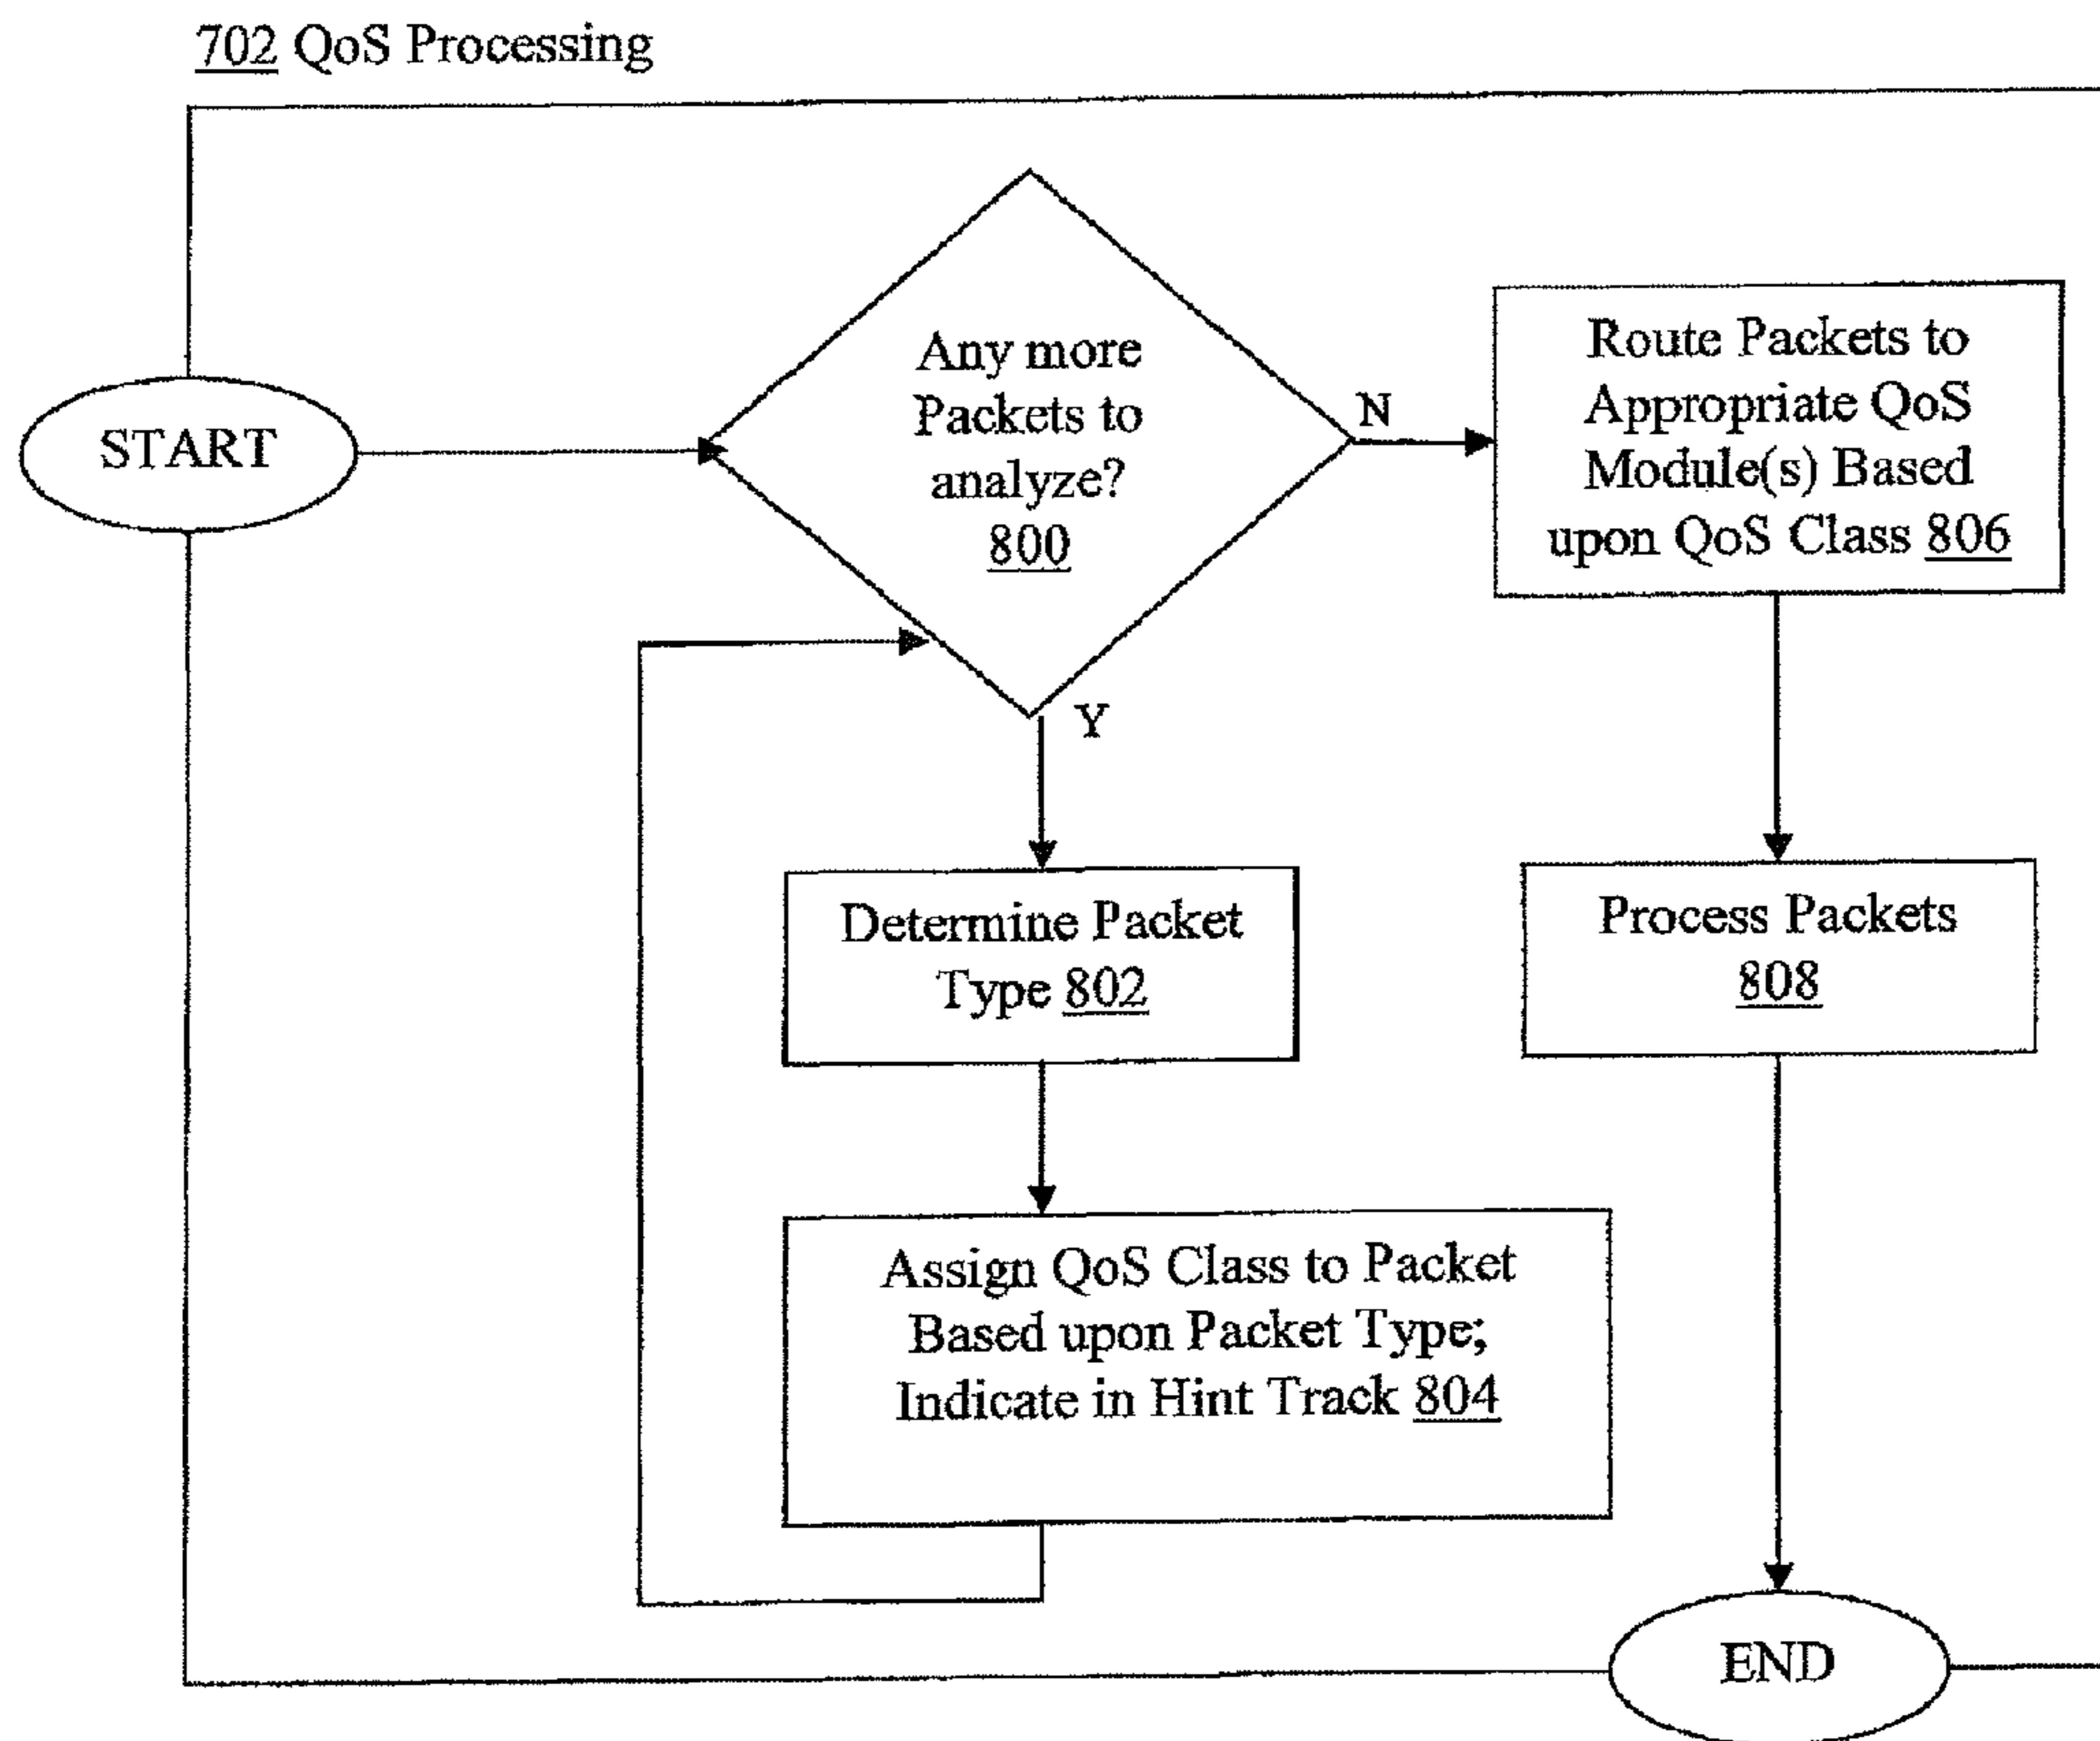 702 QoS Processing
START
Any more
Packets to
analyze?
800
N
Y
Route Packets to
Appropriate QoS
Module(s) Based
upon QoS Class 806
Determine Packet
Type 802
Process Packets
808
Assign QoS Class to Packet
Based upon Packet Type;
Indicate in Hint Track 804
END